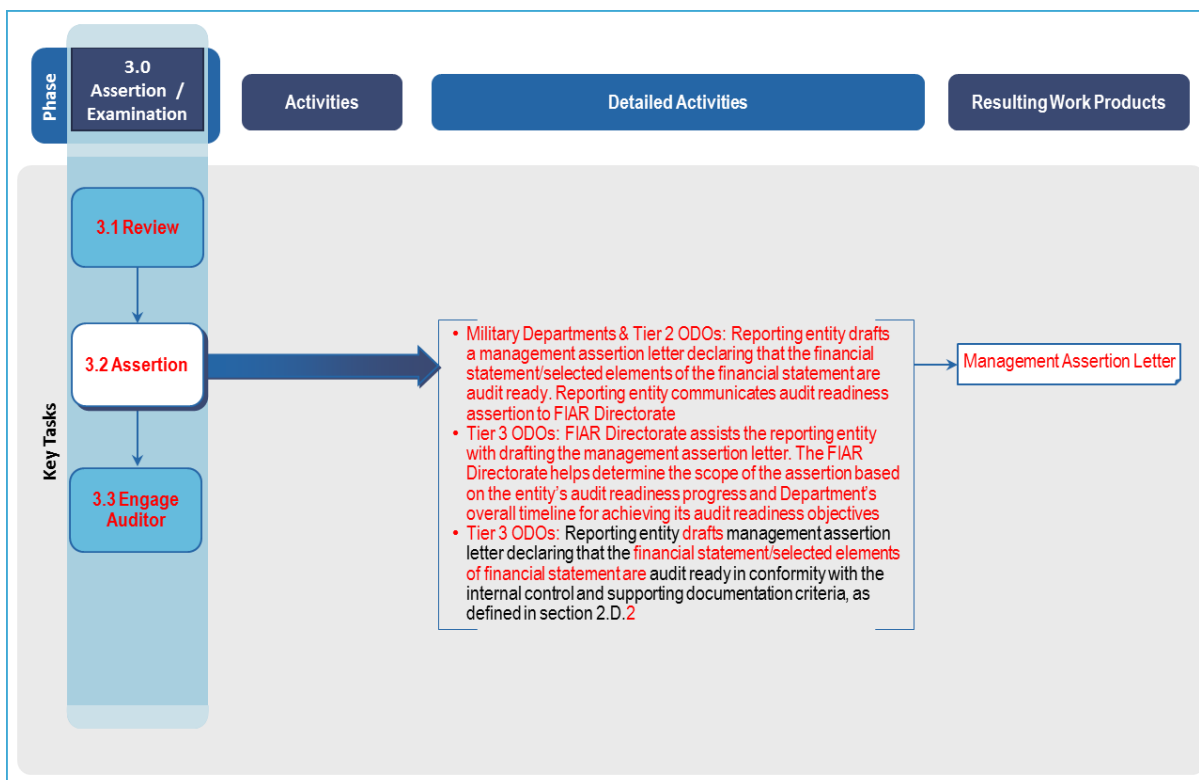 Phase
3.0
Assertion /
Examination
Activities
Detailed Activities
Resulting Work Products
Key Tasks
3.1 Review
3.2 Assertion
3.3 Engage
Auditor
• Military Departments & Tier 2 ODOs: Reporting entity drafts
a management assertion letter declaring that the financial
statement/selected elements of the financial statement are
audit ready. Reporting entity communicates audit readiness
assertion to FIAR Directorate
• Tier 3 ODOs: FIAR Directorate assists the reporting entity
with drafting the management assertion letter. The FIAR
Directorate helps determine the scope of the assertion based
on the entity's audit readiness progress and Department's
overall timeline for achieving its audit readiness objectives
• Tier 3 ODOs: Reporting entity drafts management assertion
letter declaring that the financial statement/selected elements
of financial statement are audit ready in conformity with the
internal control and supporting documentation criteria, as
defined in section 2.D.2
Management Assertion Letter